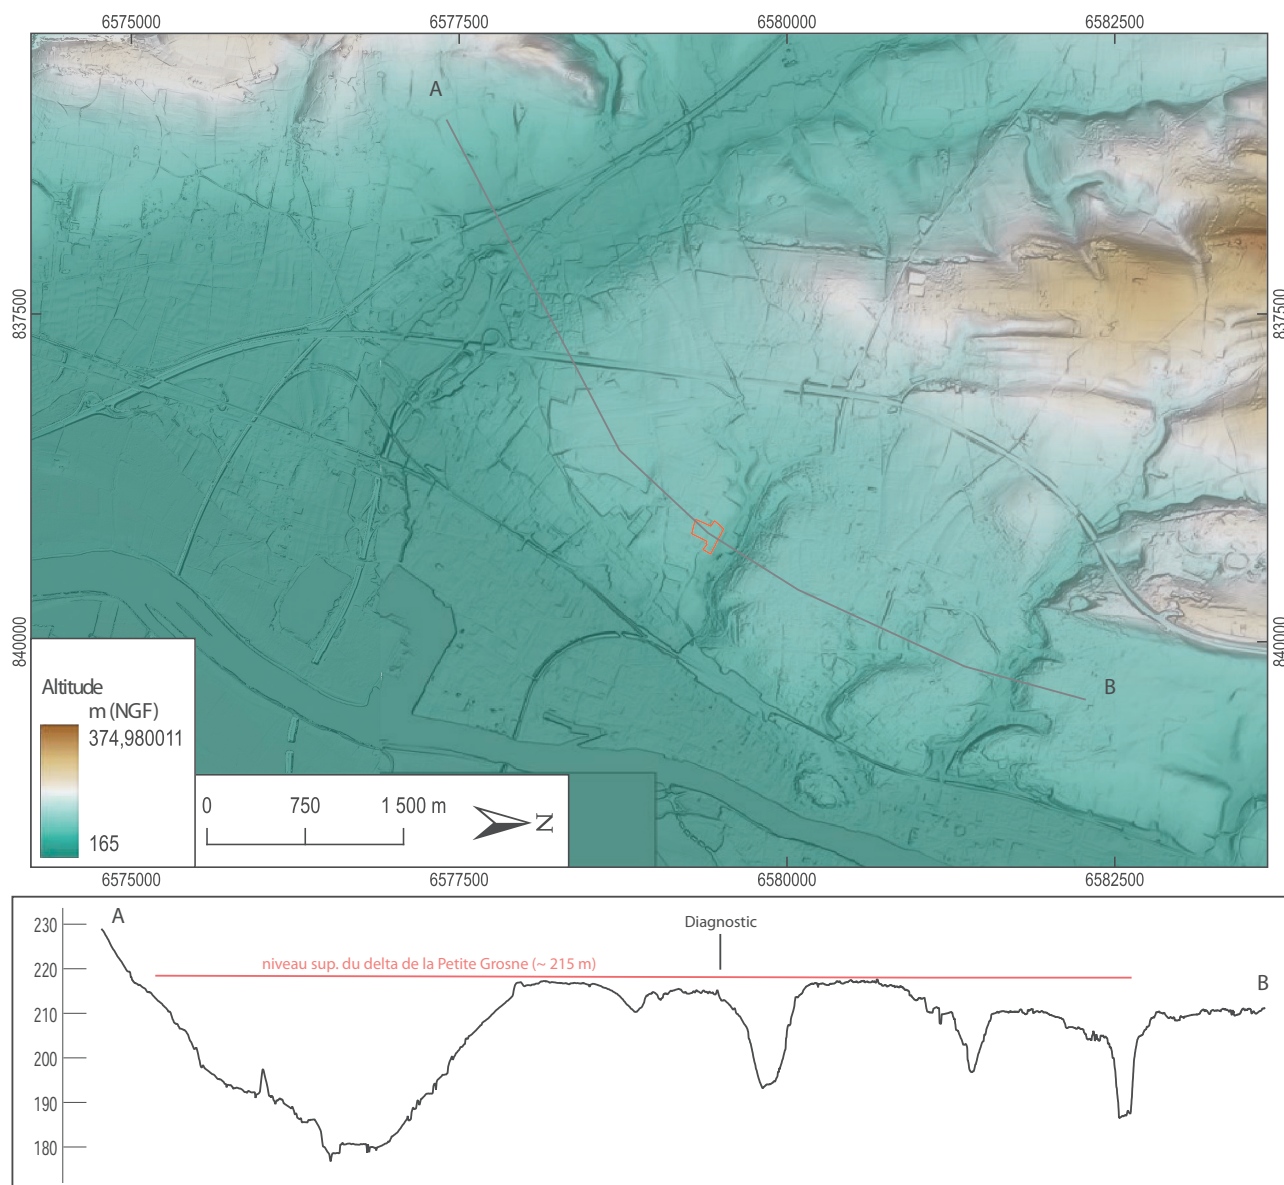 6575000 6577500 6580000 6582500
A
837500 837500
840000 840000
B
Altitude
m (NGF)
374,980011
165
0 750 1 500 m
N
6575000 6577500 6580000 6582500
A
Diagnostic
230
niveau sup. du delta de la Petite Grosne (~ 215 m)
220
B
210
200
190
180